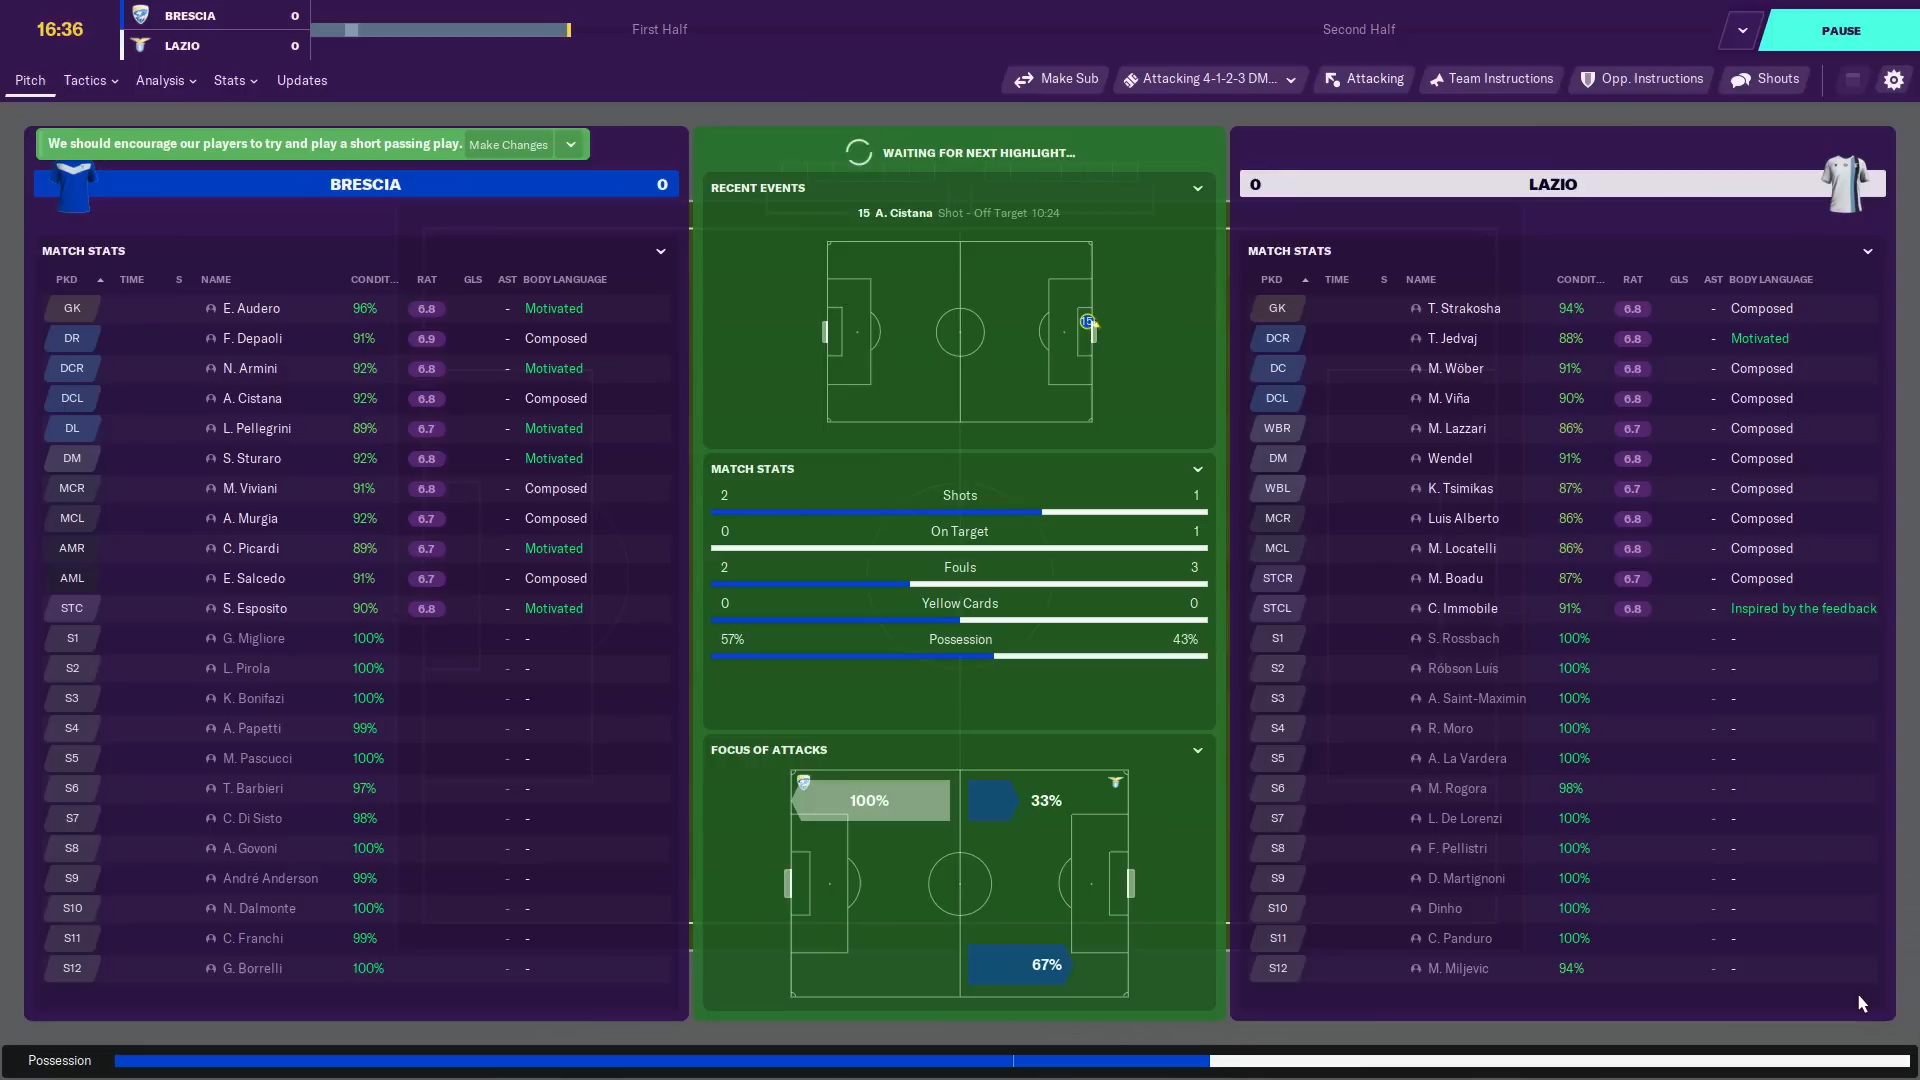 16:36
BRESCIA 0
LAZIO 0
First Half
Second Half
PAUSE
Pitch Tactics Analysis Stats Updates
Make Sub Attacking 4-1-2-3 DM... Attacking Team Instructions Opp. Instructions Shouts
We should encourage our players to try and play a short passing play. Make Changes
BRESCIA 0
MATCH STATS
PKD TIME S NAME CONDIT... RAT GLS AST BODY LANGUAGE
GK E. Audero 96% 6.8 - Motivated
DR F. Depaoli 91% 6.9 - Composed
DCR N. Armini 92% 6.8 - Motivated
DCL A. Cistana 92% 6.8 - Composed
DL L. Pellegrini 89% 6.7 - Motivated
DM S. Sturaro 92% 6.8 - Motivated
MCR M. Viviani 91% 6.8 - Composed
MCL A. Murgia 92% 6.7 - Composed
AMR C. Picardi 89% 6.7 - Motivated
AML E. Salcedo 91% 6.7 - Composed
STC S. Esposito 90% 6.8 - Motivated
S1 G. Migliore 100% - -
S2 L. Pirola 100% - -
S3 K. Bonifazi 100% - -
S4 A. Papetti 99% - -
S5 M. Pascucci 100% - -
S6 T. Barbieri 97% - -
S7 C. Di Sisto 98% - -
S8 A. Govoni 100% - -
S9 André Anderson 99% - -
S10 N. Dalmonte 100% - -
S11 C. Franchi 99% - -
S12 G. Borrelli 100% - -
WAITING FOR NEXT HIGHLIGHT...
RECENT EVENTS
15 A. Cistana Shot - Off Target 10:24
15
MATCH STATS
2 Shots 1
0 On Target 1
2 Fouls 3
0 Yellow Cards 0
57% Possession 43%
FOCUS OF ATTACKS
100% 33%
67%
0 LAZIO
MATCH STATS
PKD TIME S NAME CONDIT... RAT GLS AST BODY LANGUAGE
GK T. Strakosha 94% 6.8 - Composed
DCR T. Jedvaj 88% 6.8 - Motivated
DC M. Wöber 91% 6.8 - Composed
DCL M. Viña 90% 6.8 - Composed
WBR M. Lazzari 86% 6.7 - Composed
DM Wendel 91% 6.8 - Composed
WBL K. Tsimikas 87% 6.7 - Composed
MCR Luis Alberto 86% 6.8 - Composed
MCL M. Locatelli 86% 6.8 - Composed
STCR M. Boadu 87% 6.7 - Composed
STCL C. Immobile 91% 6.8 - Inspired by the feedback
S1 S. Rossbach 100% - -
S2 Róbson Luís 100% - -
S3 A. Saint-Maximin 100% - -
S4 R. Moro 100% - -
S5 A. La Vardera 100% - -
S6 M. Rogora 98% - -
S7 L. De Lorenzi 100% - -
S8 F. Pellistri 100% - -
S9 D. Martignoni 100% - -
S10 Dinho 100% - -
S11 C. Panduro 100% - -
S12 M. Miljevic 94% - -
Possession